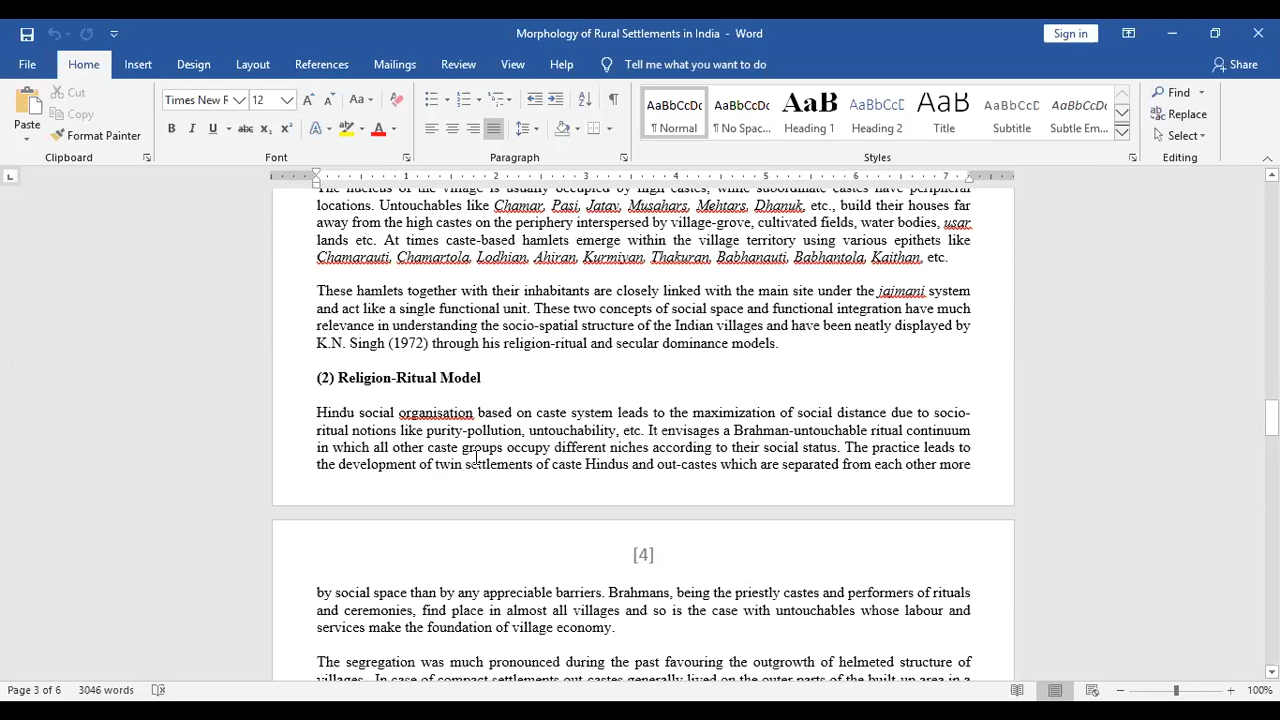 Morphology of Rural Settlements in India - Word
Sign in
File Home Insert Design Layout References Mailings Review View Help Tell me what you want to do Share
Paste
Cut
Copy
Format Painter
Clipboard
Times New R 12
Font
Paragraph
AaBbCcDc ¶ Normal
AaBbCcDc ¶ No Spac...
AaB Heading 1
AaBbCcD Heading 2
AaB Title
AaBbCcD Subtitle
AaBbCcDc Subtle Em...
Styles
Find
Replace
Select
Editing
The nucleus of the village is usually occupied by high castes, while subordinate castes have peripheral
locations. Untouchables like Chamar, Pasi, Jatav, Musahars, Mehtars, Dhanuk, etc., build their houses far
away from the high castes on the periphery interspersed by village-grove, cultivated fields, water bodies, usar
lands etc. At times caste-based hamlets emerge within the village territory using various epithets like
Chamarauti, Chamartola, Lodhian, Ahiran, Kurmiyan, Thakuran, Babhanauti, Babhantola, Kaithan, etc.
These hamlets together with their inhabitants are closely linked with the main site under the jajmani system
and act like a single functional unit. These two concepts of social space and functional integration have much
relevance in understanding the socio-spatial structure of the Indian villages and have been neatly displayed by
K.N. Singh (1972) through his religion-ritual and secular dominance models.
(2) Religion-Ritual Model
Hindu social organisation based on caste system leads to the maximization of social distance due to socio-
ritual notions like purity-pollution, untouchability, etc. It envisages a Brahman-untouchable ritual continuum
in which all other caste groups occupy different niches according to their social status. The practice leads to
the development of twin settlements of caste Hindus and out-castes which are separated from each other more
[4]
by social space than by any appreciable barriers. Brahmans, being the priestly castes and performers of rituals
and ceremonies, find place in almost all villages and so is the case with untouchables whose labour and
services make the foundation of village economy.
The segregation was much pronounced during the past favouring the outgrowth of helmeted structure of
villages. In case of compact settlements out-castes generally lived on the outer parts of the built-up area in a
Page 3 of 6 3046 words 100%